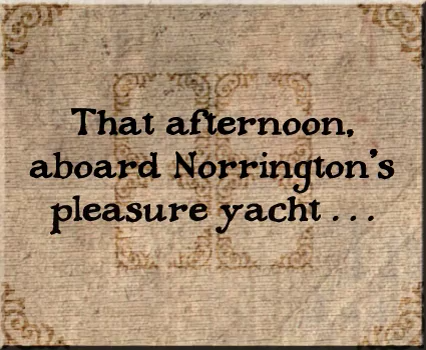 That afternoon,
aboard Norrington's
pleasure yacht . . .